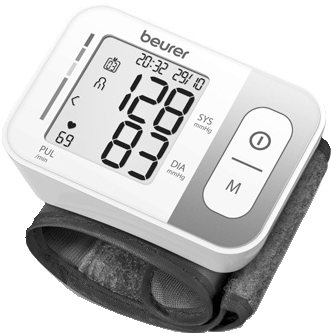 beurer
20:32 29/10
128
SYS
mmHg
83
DIA
mmHg
69
PUL
/min
M